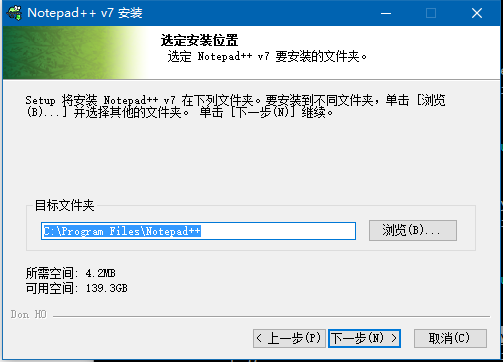 Notepad++ v7 安装
选定安装位置
选定 Notepad++ v7 要安装的文件夹。
Setup 将安装 Notepad++ v7 在下列文件夹。要安装到不同文件夹，单击 [浏览
(B)...] 并选择其他的文件夹。 单击 [下一步(N)] 继续。
目标文件夹
C:\Program Files\Notepad++
浏览(B)...
所需空间: 4.2MB
可用空间: 139.3GB
Don HO
< 上一步(P)
下一步(N) >
取消(C)